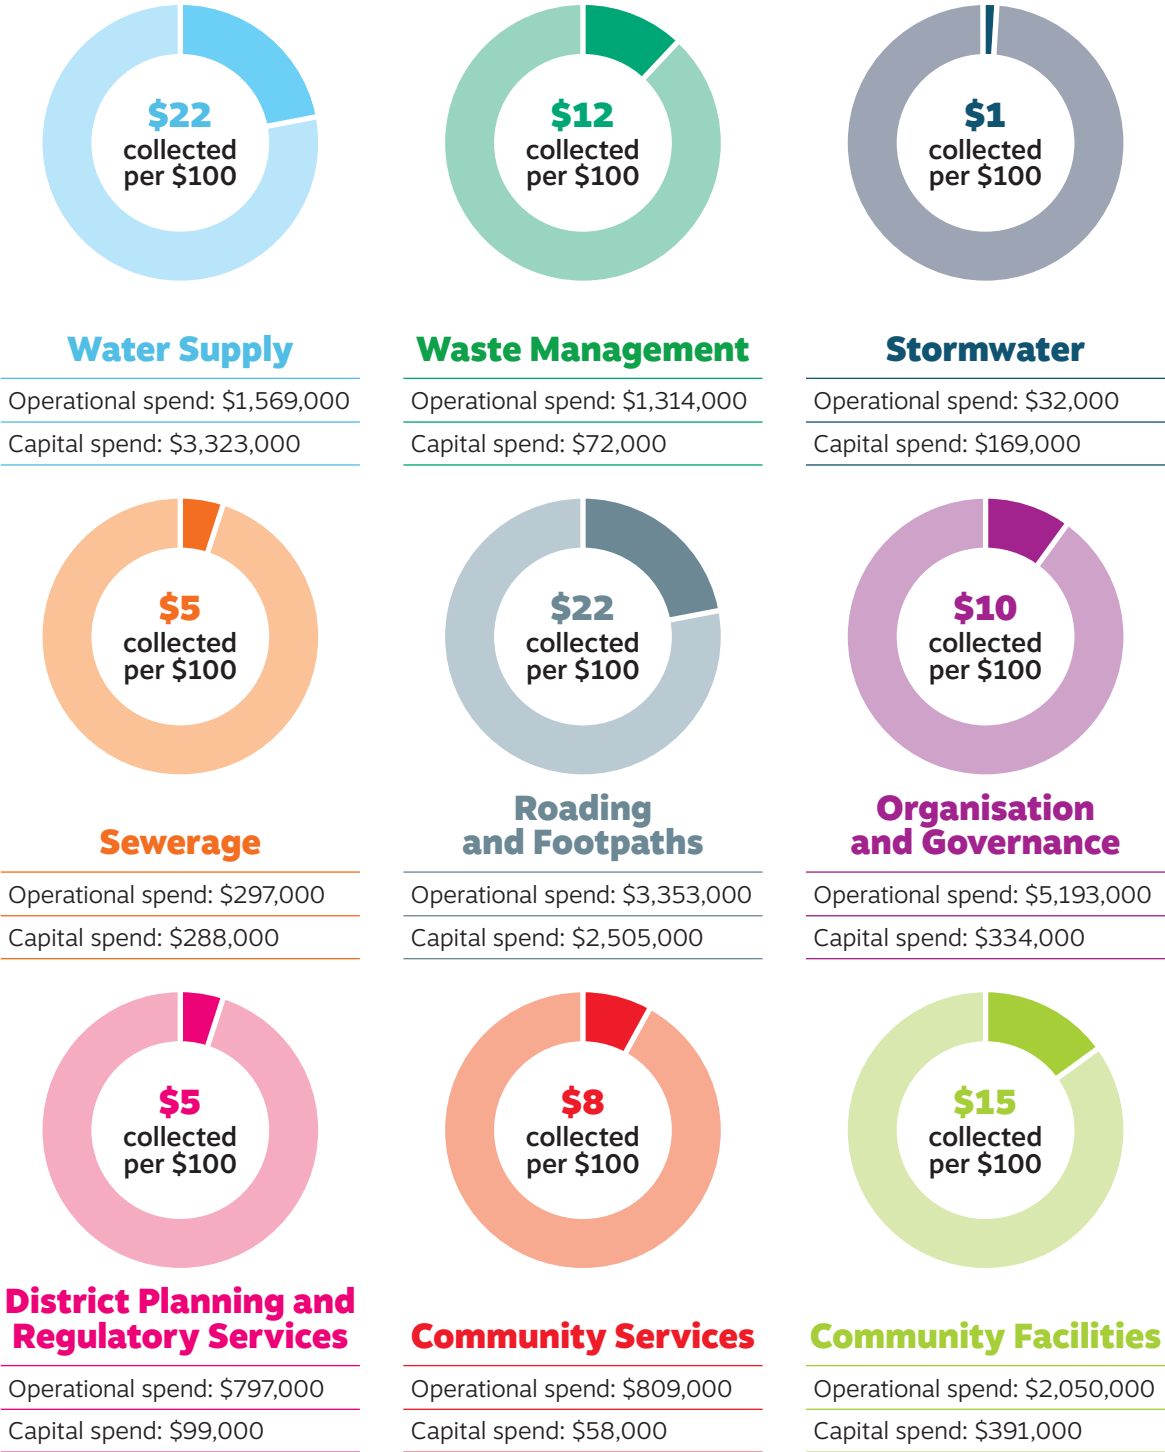 $22
collected
per $100
Water Supply
Operational spend: $1,569,000
Capital spend: $3,323,000
$12
collected
per $100
Waste Management
Operational spend: $1,314,000
Capital spend: $72,000
$1
collected
per $100
Stormwater
Operational spend: $32,000
Capital spend: $169,000
$5
collected
per $100
Sewerage
Operational spend: $297,000
Capital spend: $288,000
$22
collected
per $100
Roading
and Footpaths
Operational spend: $3,353,000
Capital spend: $2,505,000
$10
collected
per $100
Organisation
and Governance
Operational spend: $5,193,000
Capital spend: $334,000
$5
collected
per $100
District Planning and
Regulatory Services
Operational spend: $797,000
Capital spend: $99,000
$8
collected
per $100
Community Services
Operational spend: $809,000
Capital spend: $58,000
$15
collected
per $100
Community Facilities
Operational spend: $2,050,000
Capital spend: $391,000